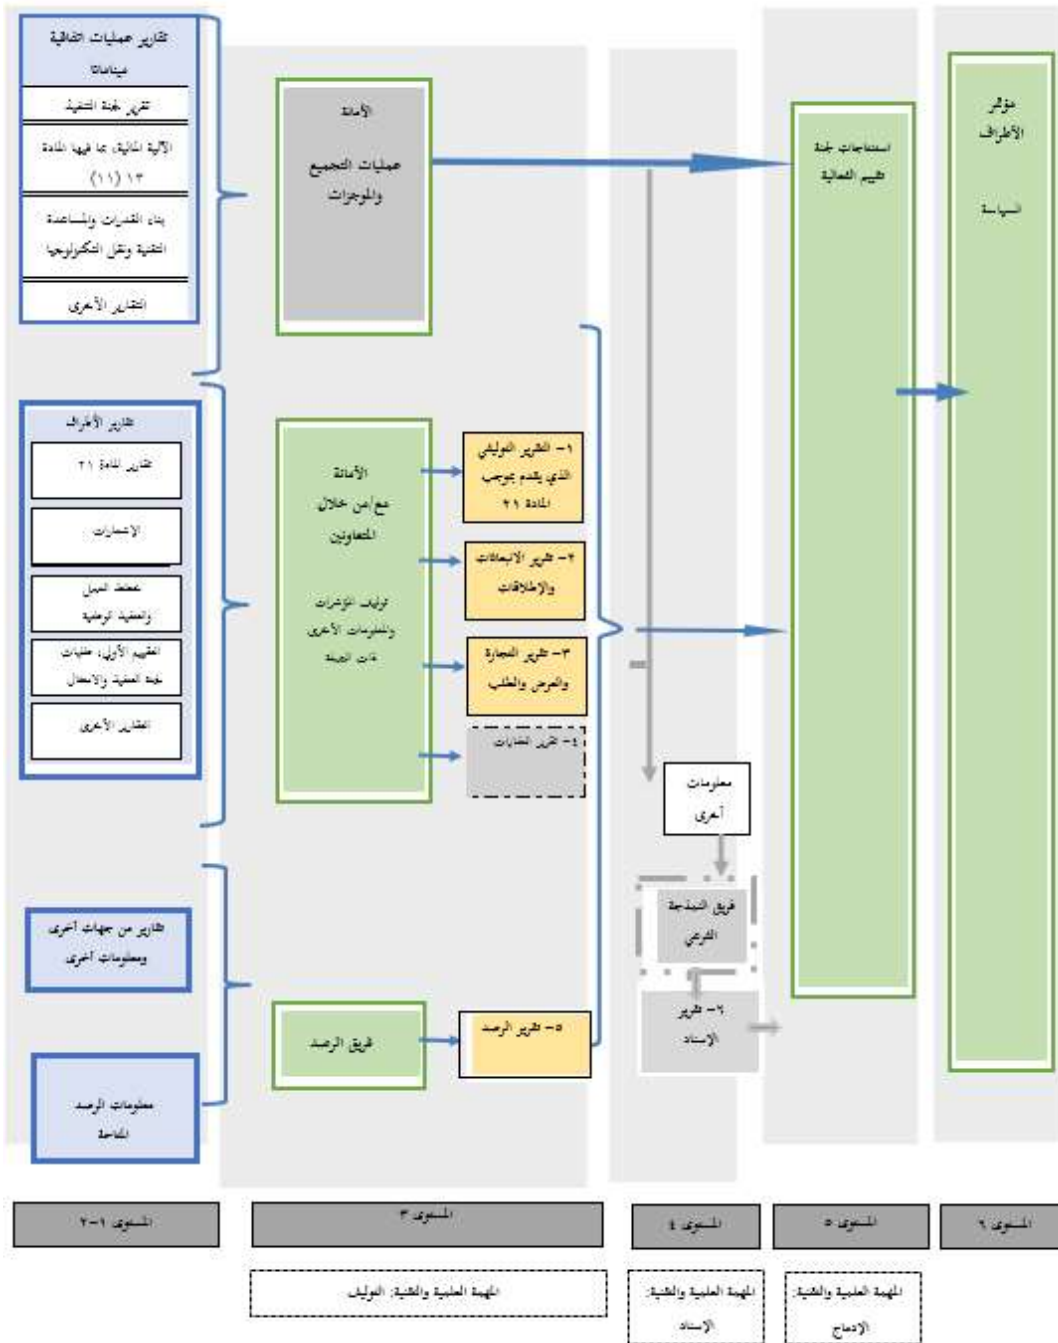 تقارير عمليات اتفاقية
ميناماتا
تقرير لجنة التنفيذ
الآلية المالية، بما فيها المادة
١٣ (١١)
بناء القدرات والمساعدة
التقنية ونقل التكنولوجيا
التقارير الأخرى
تقارير الأطراف
تقارير المادة ٢١
الإشعارات
خطط العمل
والتنفيذ الوطنية
التقييم الأولي، عمليات
لجنة التنفيذ والامتثال
التقارير الأخرى
تقارير من جهات أخرى
ومعلومات أخرى
معلومات الرصد
المتاحة
الأمانة
عمليات التجميع
والموجزات
الأمانة
مع/من خلال
المتعاونين
توليف المؤشرات
والمعلومات الأخرى
ذات الصلة
١- التقرير التوليفي
الذي يقدم بموجب
المادة ٢١
٢- تقرير الانبعاثات
والإطلاقات
٣- تقرير التجارة
والعرض والطلب
٤- تقرير النفايات
فريق الرصد
٥- تقرير الرصد
معلومات
أخرى
فريق النمذجة
الفرعي
٦- تقرير
الإسناد
استنتاجات لجنة
تقييم الفعالية
مؤتمر
الأطراف
السياسة
المستوى ١-٢
المستوى ٣
المستوى ٤
المستوى ٥
المستوى ٦
المهمة العلمية والتقنية: التوليف
المهمة العلمية والتقنية:
الإسناد
المهمة العلمية والتقنية:
الإدماج